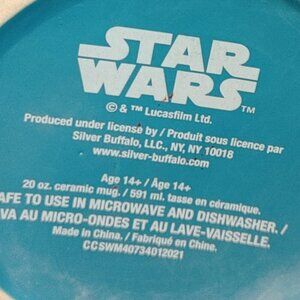 STAR
WARS™
© & ™ Lucasfilm Ltd.
Produced under license by / Produit sous licence par
Silver Buffalo, LLC., NY, NY 10018
www.silver-buffalo.com
Age 14+ / Âge 14+
20 oz. ceramic mug. / 591 ml. tasse en céramique.
AFE TO USE IN MICROWAVE AND DISHWASHER. /
VA AU MICRO-ONDES ET AU LAVE-VAISSELLE.
Made in China. / Fabriqué en Chine.
CCSWM40734012021